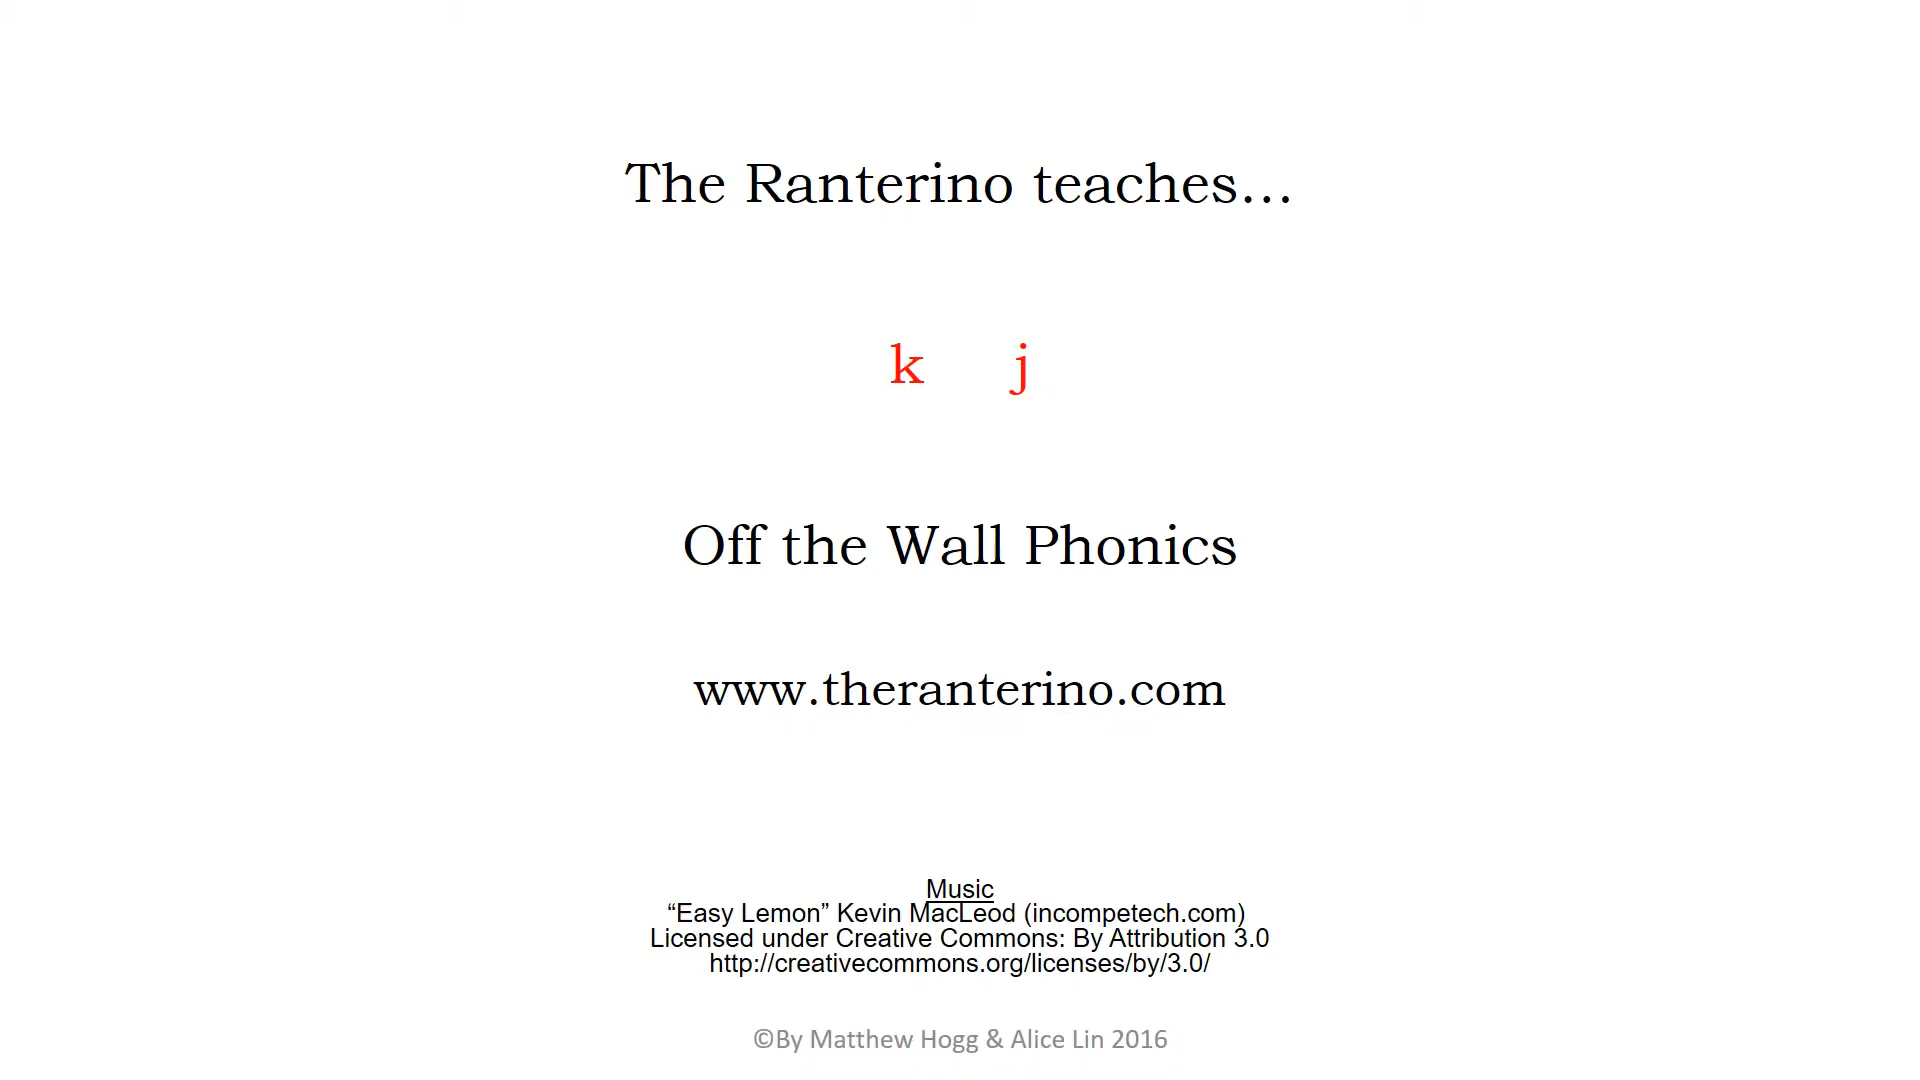 The Ranterino teaches...
k j
Off the Wall Phonics
www.theranterino.com
Music
“Easy Lemon” Kevin MacLeod (incompetech.com)
Licensed under Creative Commons: By Attribution 3.0
http://creativecommons.org/licenses/by/3.0/
©By Matthew Hogg & Alice Lin 2016